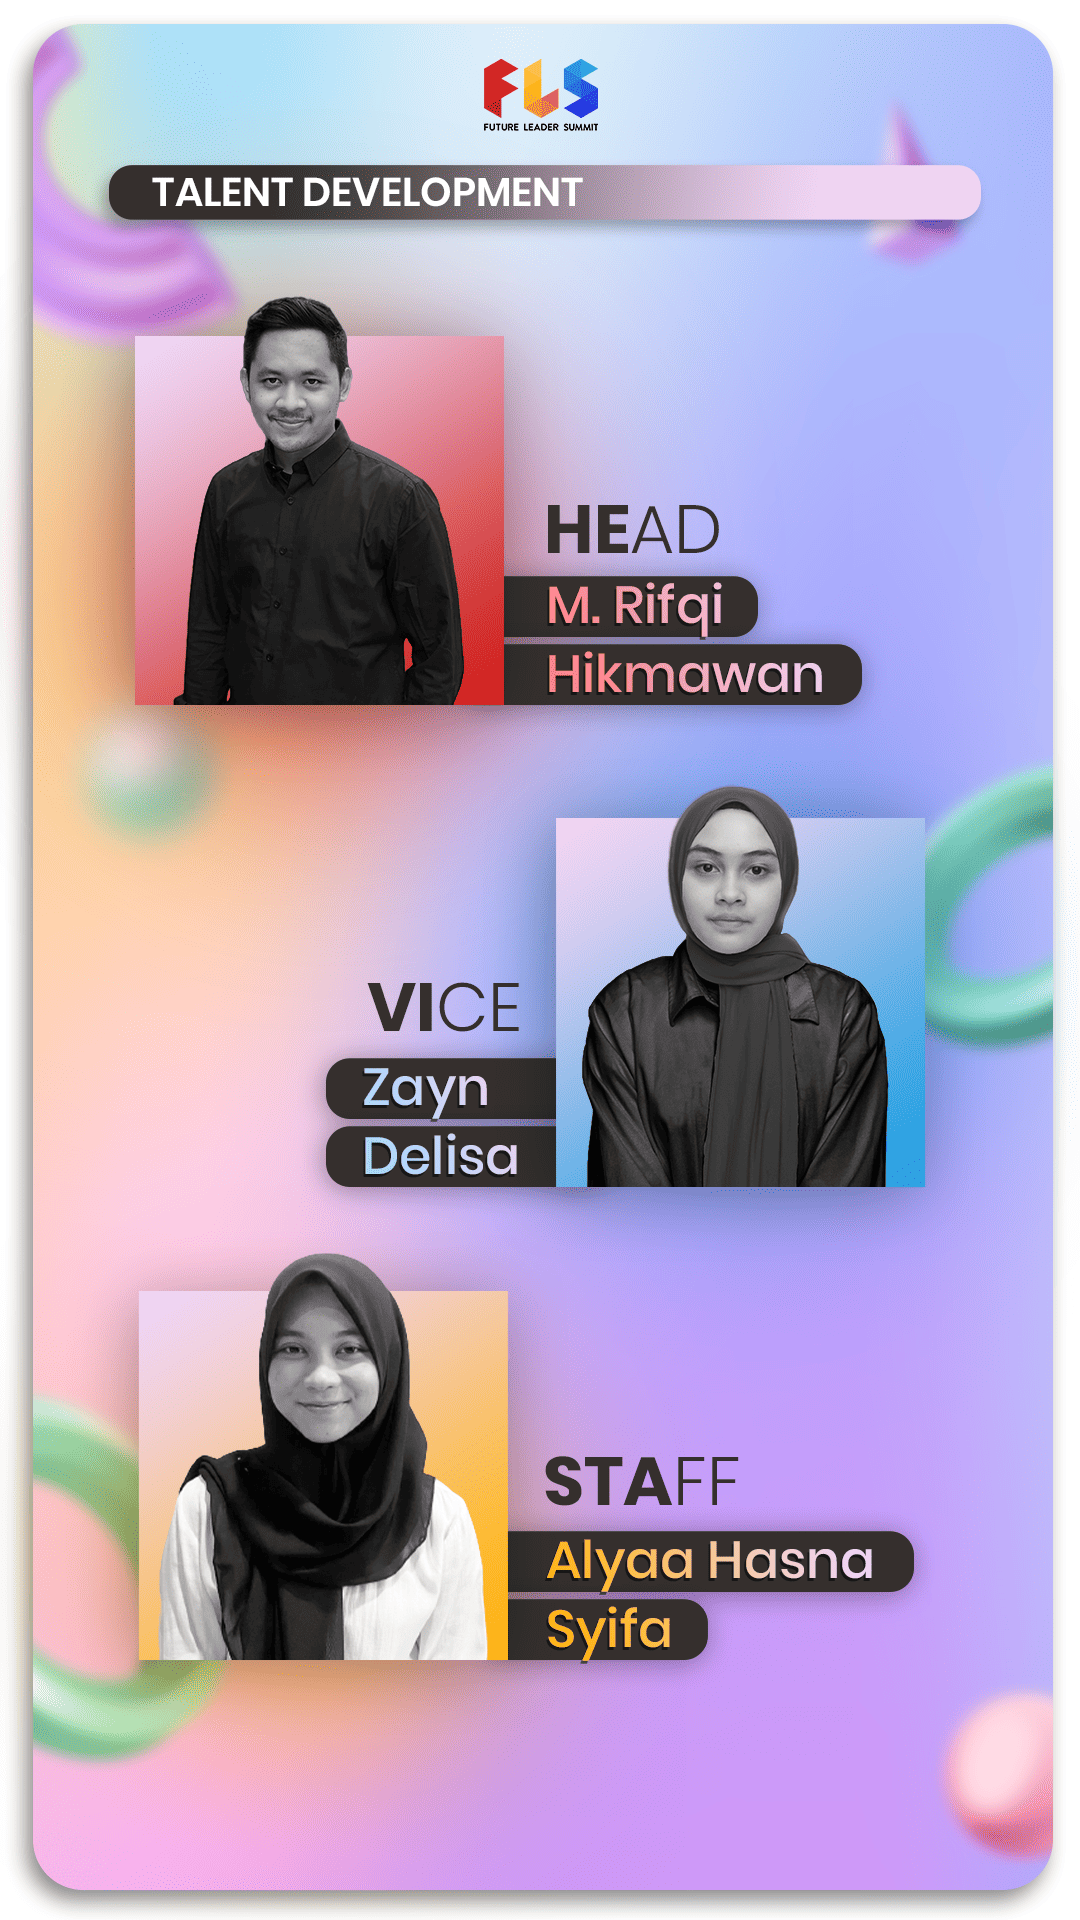 FLS
FUTURE LEADER SUMMIT
TALENT DEVELOPMENT
HEAD
M. Rifqi
Hikmawan
VICE
Zayn
Delisa
STAFF
Alyaa Hasna
Syifa